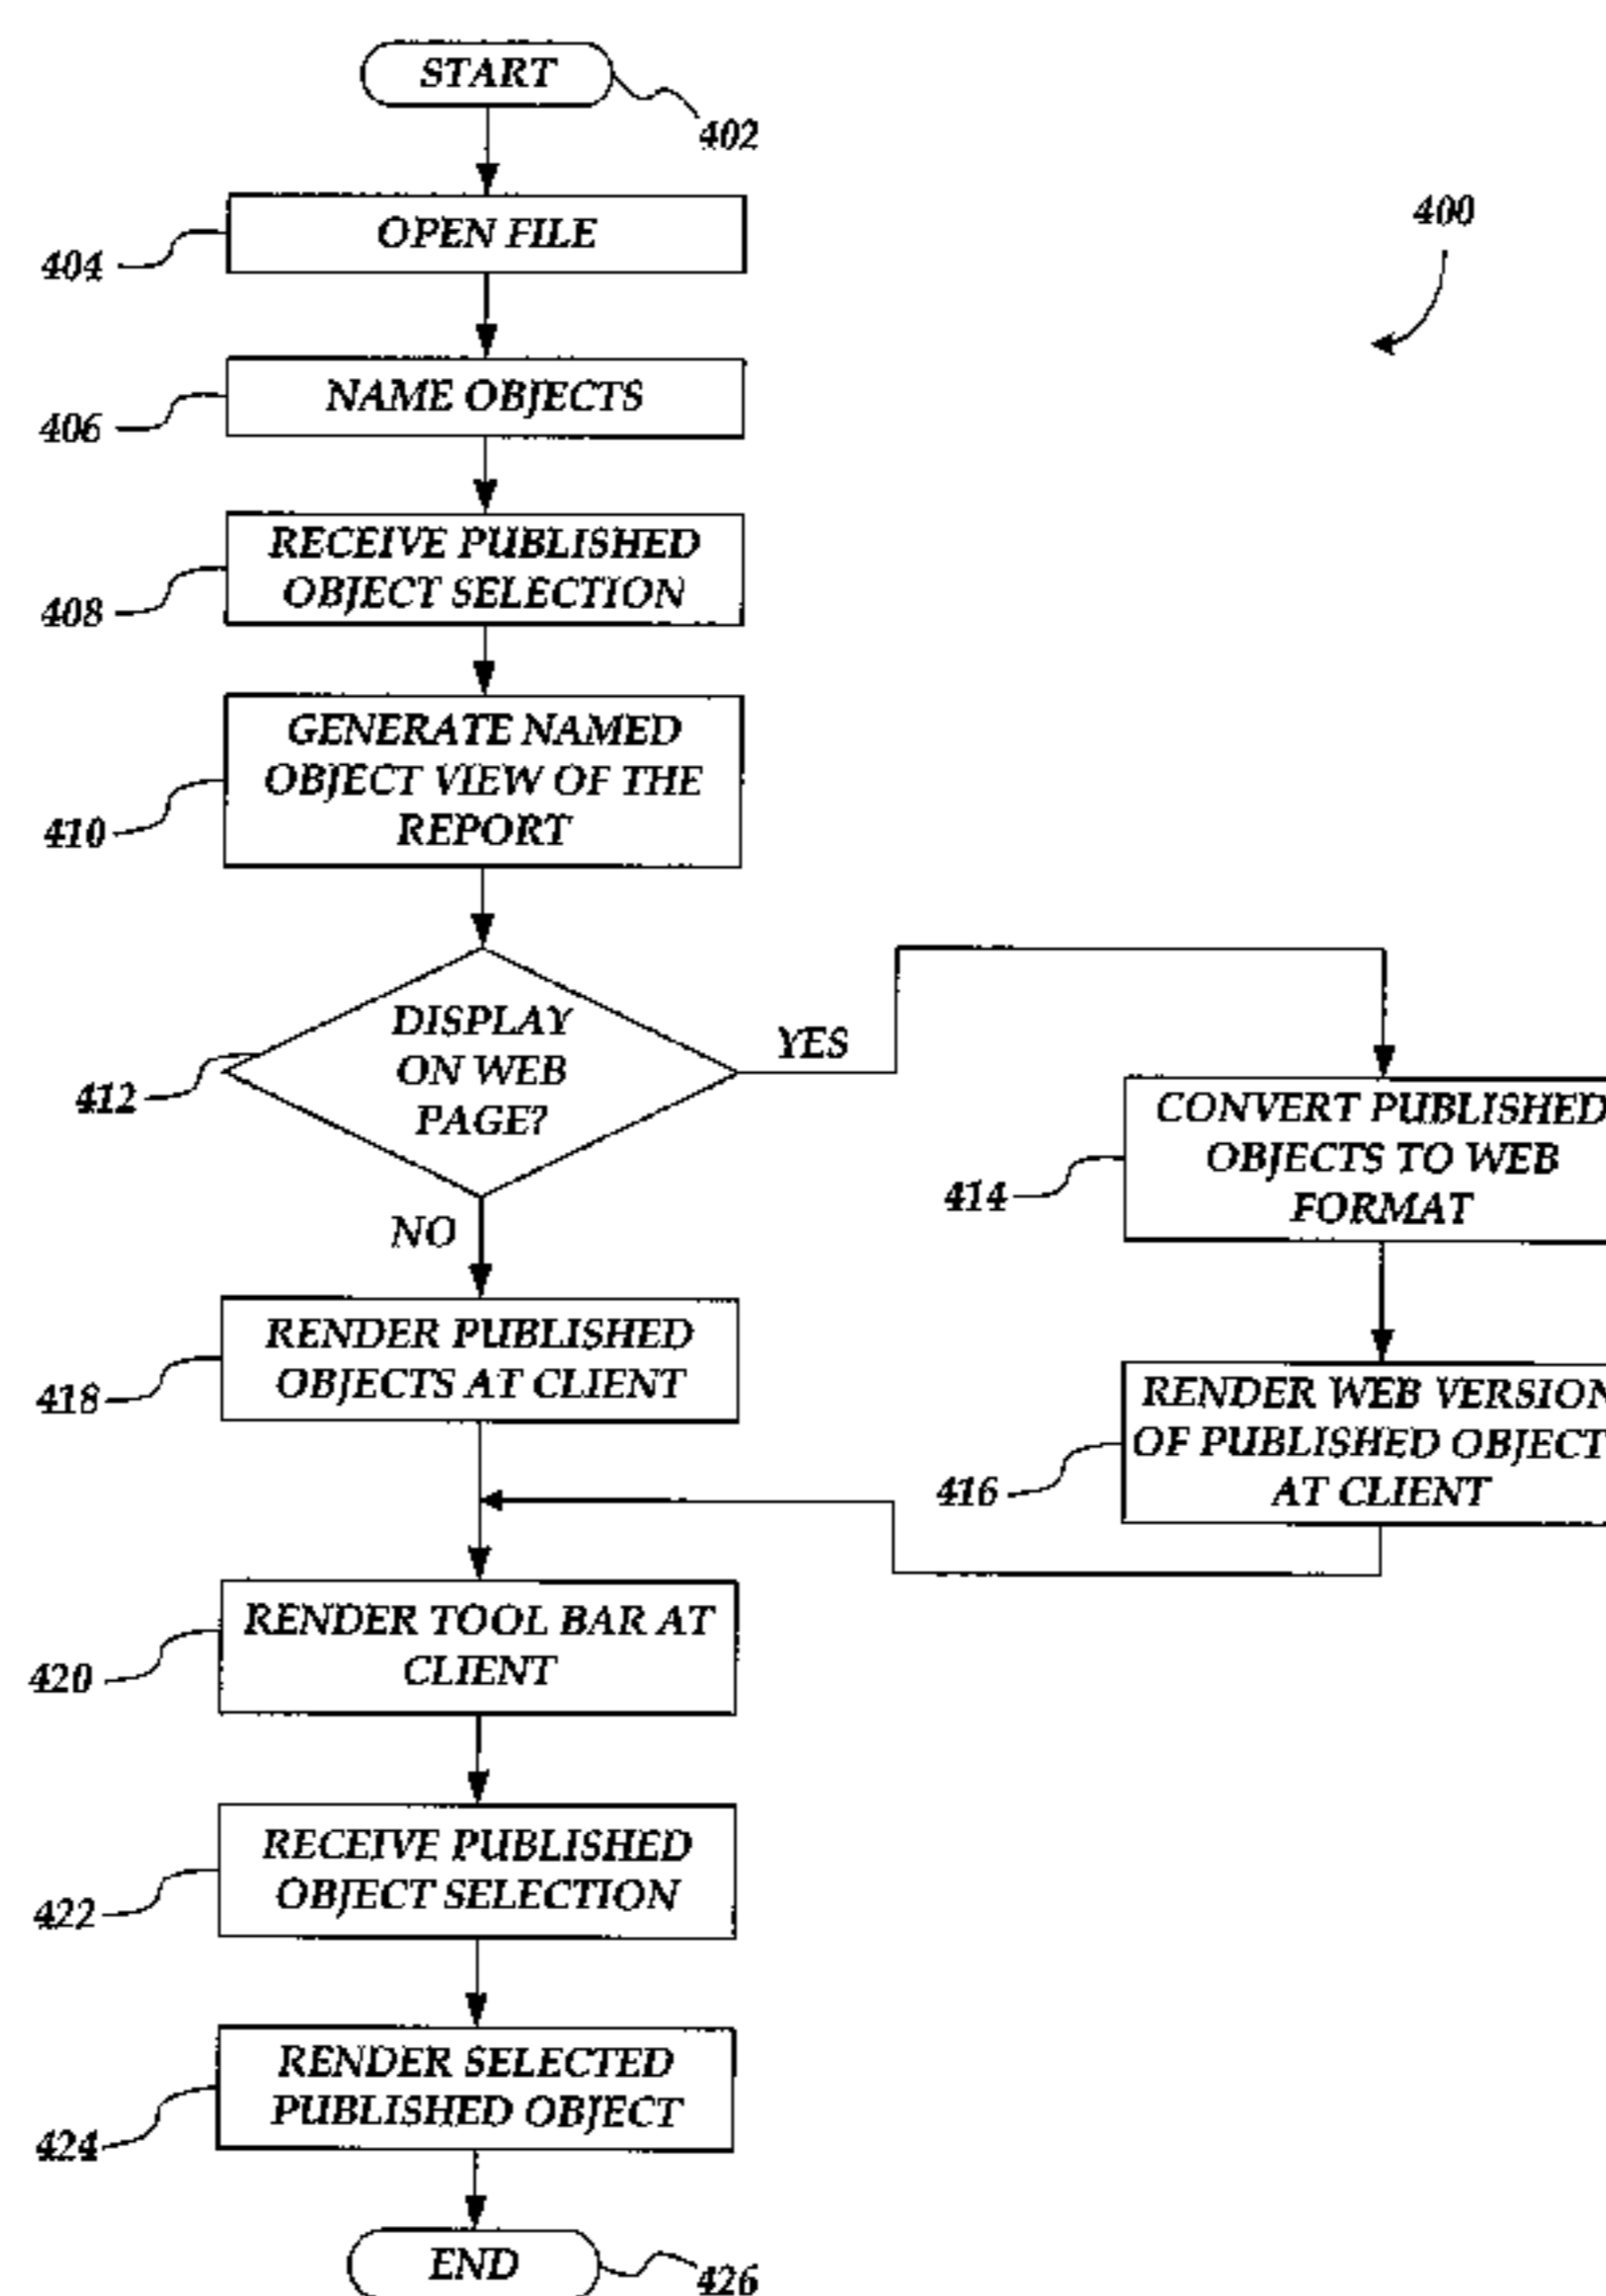 START
402
400
OPEN FILE
404
NAME OBJECTS
406
RECEIVE PUBLISHED
OBJECT SELECTION
408
GENERATE NAMED
OBJECT VIEW OF THE
REPORT
410
DISPLAY
ON WEB
PAGE?
412
YES
NO
CONVERT PUBLISHED
OBJECTS TO WEB
FORMAT
414
RENDER PUBLISHED
OBJECTS AT CLIENT
418
RENDER WEB VERSION
OF PUBLISHED OBJECT
AT CLIENT
416
RENDER TOOL BAR AT
CLIENT
420
RECEIVE PUBLISHED
OBJECT SELECTION
422
RENDER SELECTED
PUBLISHED OBJECT
424
END
426